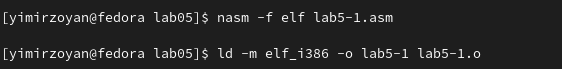 [yimirzoyan@fedora lab05]$ nasm -f elf lab5-1.asm
[yimirzoyan@fedora lab05]$ ld -m elf_i386 -o lab5-1 lab5-1.o